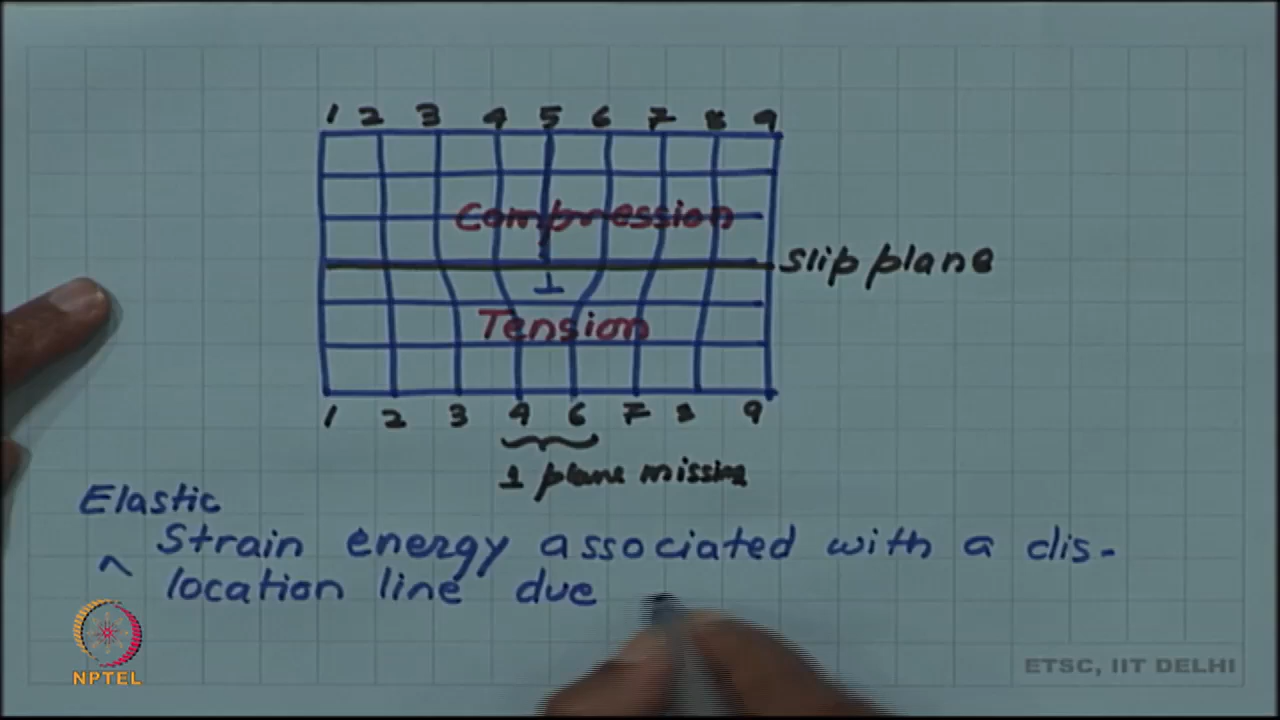 1 2 3 4 5 6 7 8 9
Compression
slip plane
⊥
Tension
1 2 3 4 6 7 8 9
1 plane missing
Elastic
^ Strain energy associated with a dis-
location line due
NPTEL
ETSC, IIT DELHI